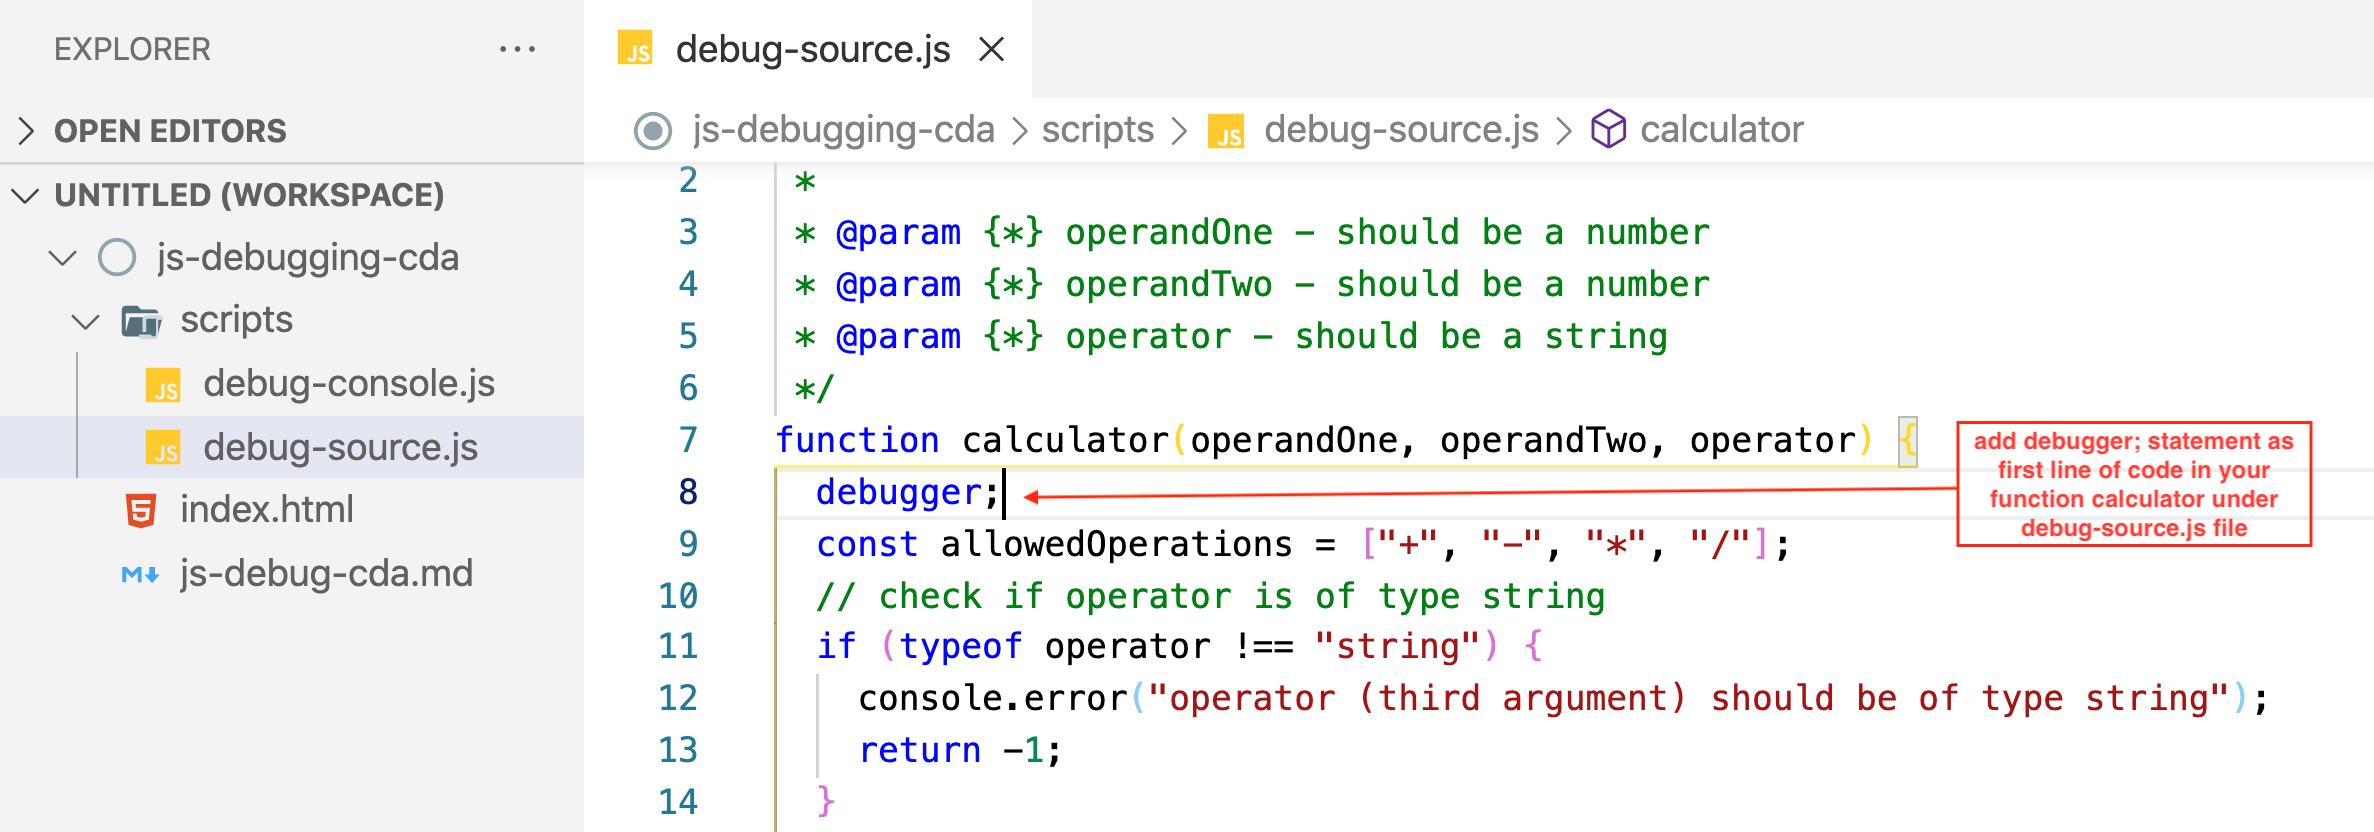 EXPLORER ...
OPEN EDITORS
UNTITLED (WORKSPACE)
js-debugging-cda
scripts
JS debug-console.js
JS debug-source.js
5 index.html
M js-debug-cda.md
JS debug-source.js ×
js-debugging-cda > scripts > JS debug-source.js > calculator
2 *
3 * @param {*} operandOne - should be a number
4 * @param {*} operandTwo - should be a number
5 * @param {*} operator - should be a string
6 */
7 function calculator(operandOne, operandTwo, operator) {
8 debugger;
9 const allowedOperations = ["+", "-", "*", "/"];
10 // check if operator is of type string
11 if (typeof operator !== "string") {
12 console.error("operator (third argument) should be of type string");
13 return -1;
14 }
add debugger; statement as
first line of code in your
function calculator under
debug-source.js file